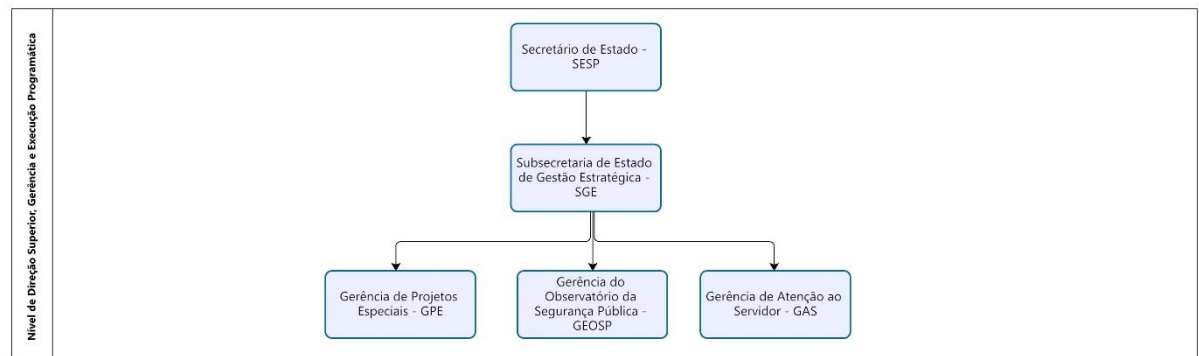 Nível de Direção Superior, Gerência e Execução Programática
Secretário de Estado -
SESP
Subsecretaria de Estado
de Gestão Estratégica -
SGE
Gerência de Projetos
Especiais - GPE
Gerência do
Observatório da
Segurança Pública -
GEOSP
Gerência de Atenção ao
Servidor - GAS